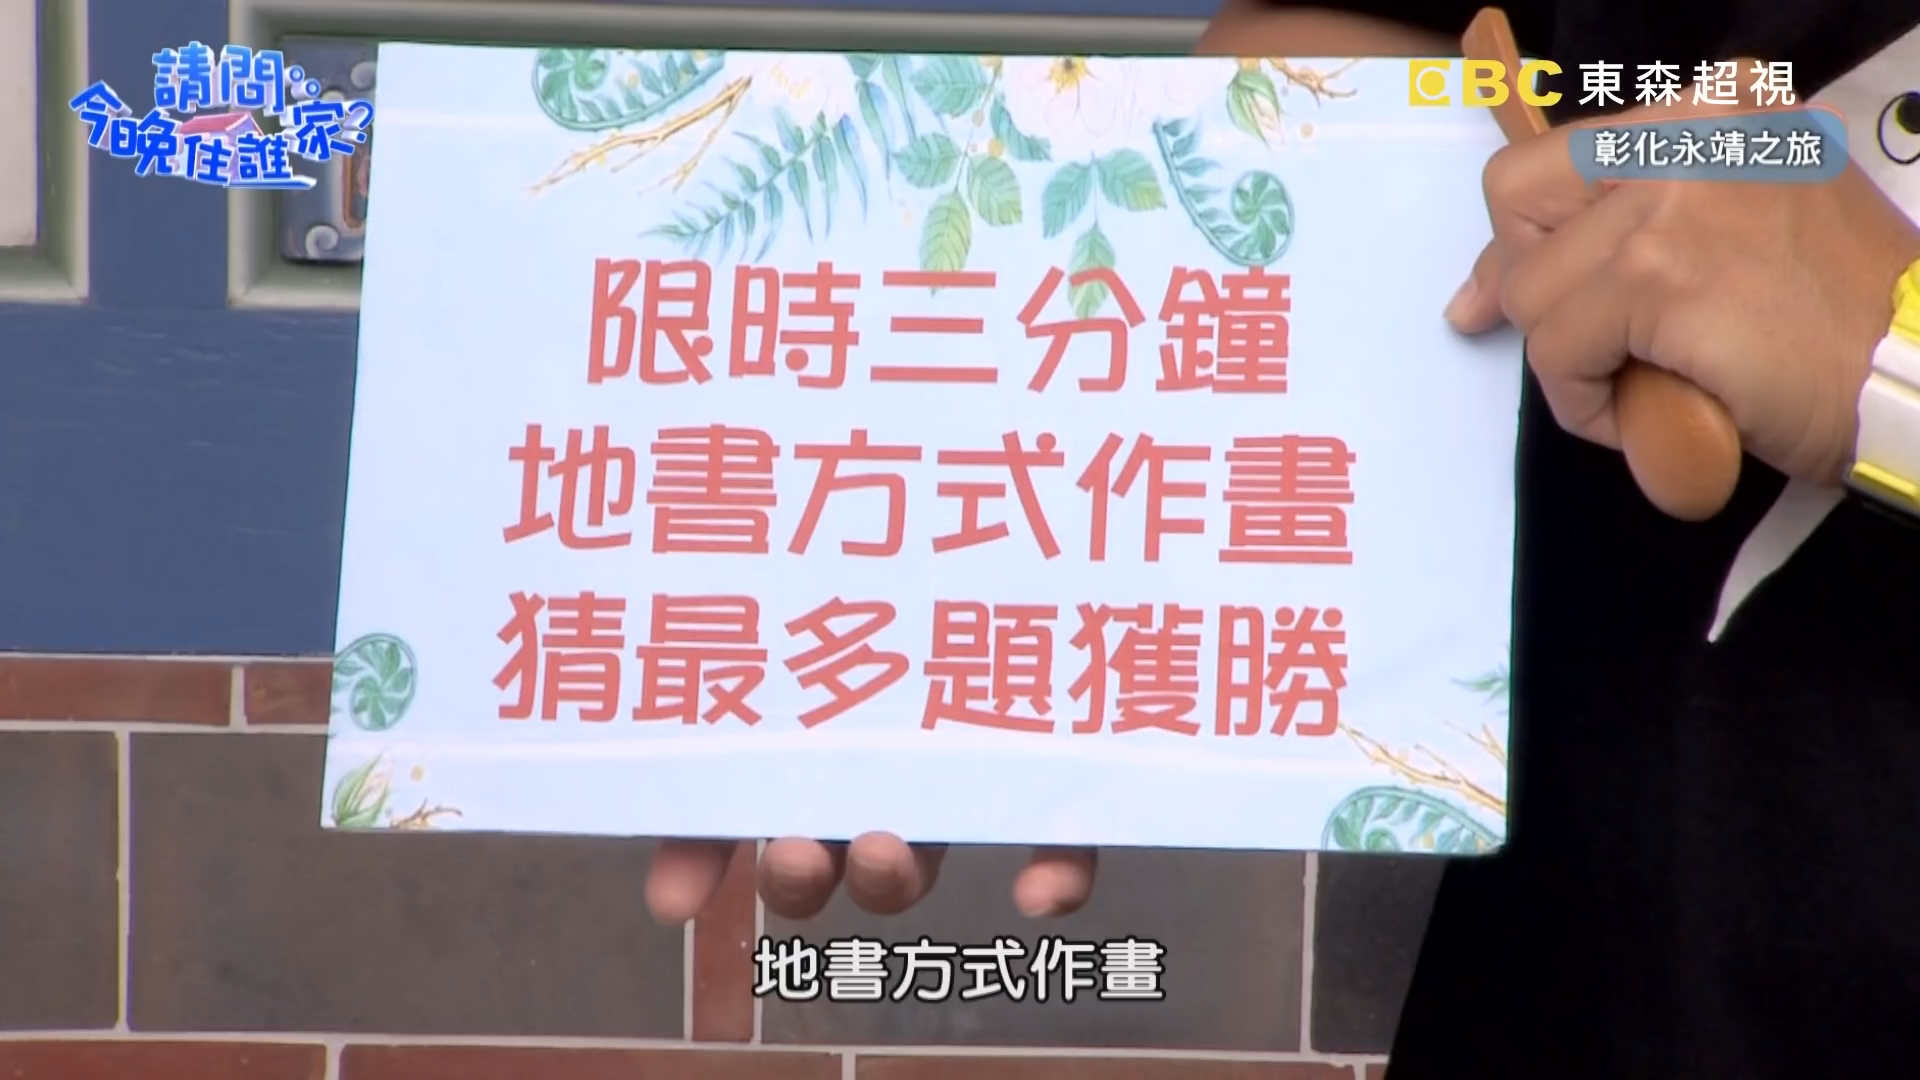 請問
今晚住誰家?
EBC 東森超視
彰化永靖之旅
限時三分鐘
地書方式作畫
猜最多題獲勝
地書方式作畫